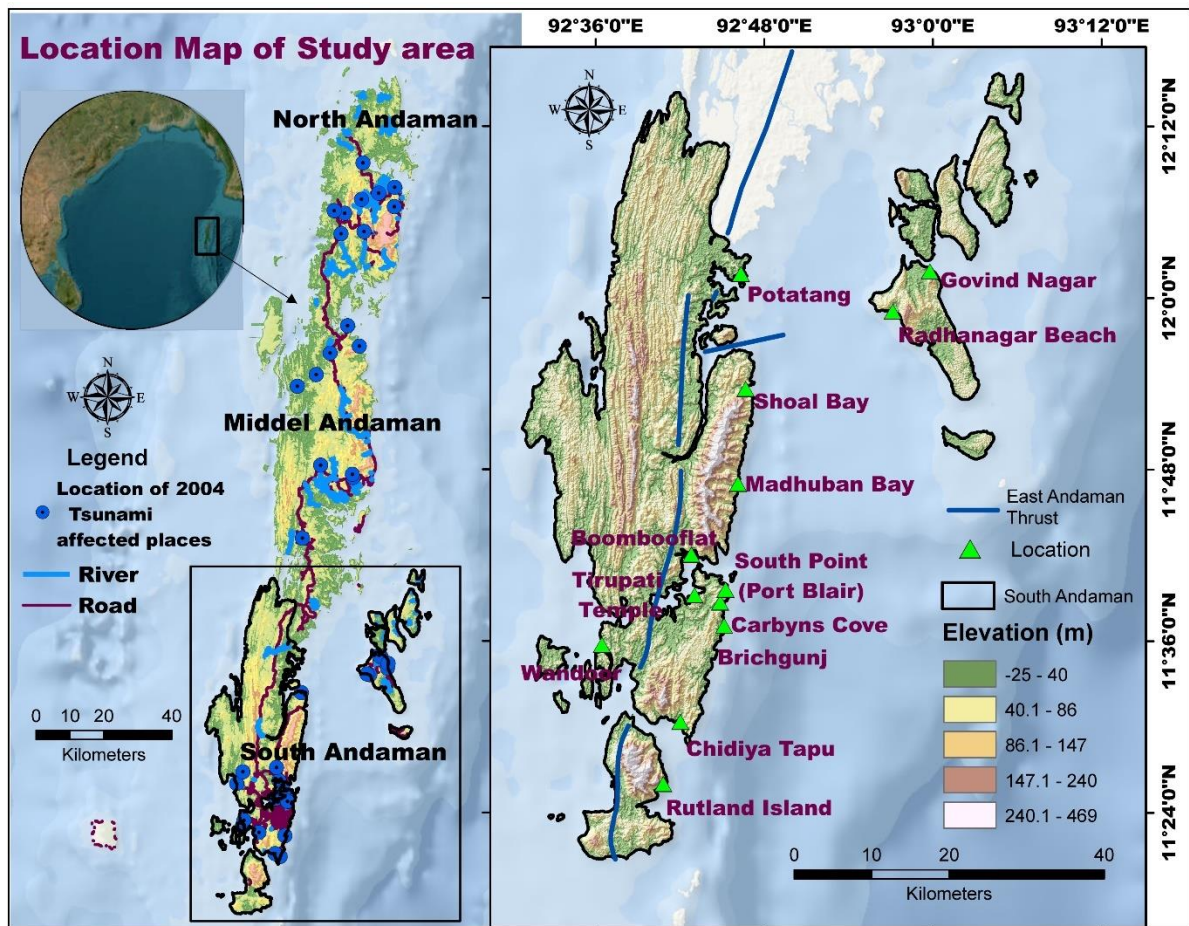 Location Map of Study area
North Andaman
N
W E
S
Middel Andaman
Legend
Location of 2004
Tsunami
affected places
River
Road
South Andaman
0 10 20 40
Kilometers
92°36'0"E 92°48'0"E 93°0'0"E 93°12'0"E
N
W E
S
12°12'0"N
12°0'0"N
11°48'0"N
11°36'0"N
11°24'0"N
Potatang
Govind Nagar
Radhanagar Beach
Shoal Bay
Madhuban Bay
Boombooflat
South Point
(Port Blair)
Tirupati
Temple
Carbyns Cove
Brichgunj
Wandoor
Chidiya Tapu
Rutland Island
East Andaman
Thrust
Location
South Andaman
Elevation (m)
-25 - 40
40.1 - 86
86.1 - 147
147.1 - 240
240.1 - 469
0 10 20 40
Kilometers